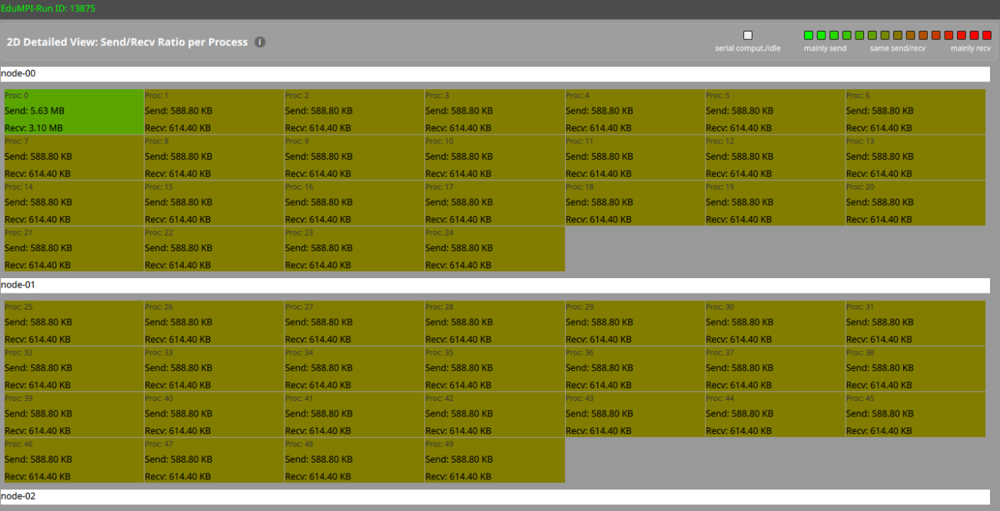 EduMPI-Run ID: 13875
2D Detailed View: Send/Recv Ratio per Process i
serial comput./idle mainly send same send/recv mainly recv
node-00
Proc: 0 Proc: 1 Proc: 2 Proc: 3 Proc: 4 Proc: 5 Proc: 6
Send: 5.63 MB Send: 588.80 KB Send: 588.80 KB Send: 588.80 KB Send: 588.80 KB Send: 588.80 KB Send: 588.80 KB
Recv: 3.10 MB Recv: 614.40 KB Recv: 614.40 KB Recv: 614.40 KB Recv: 614.40 KB Recv: 614.40 KB Recv: 614.40 KB
Proc: 7 Proc: 8 Proc: 9 Proc: 10 Proc: 11 Proc: 12 Proc: 13
Send: 588.80 KB Send: 588.80 KB Send: 588.80 KB Send: 588.80 KB Send: 588.80 KB Send: 588.80 KB Send: 588.80 KB
Recv: 614.40 KB Recv: 614.40 KB Recv: 614.40 KB Recv: 614.40 KB Recv: 614.40 KB Recv: 614.40 KB Recv: 614.40 KB
Proc: 14 Proc: 15 Proc: 16 Proc: 17 Proc: 18 Proc: 19 Proc: 20
Send: 588.80 KB Send: 588.80 KB Send: 588.80 KB Send: 588.80 KB Send: 588.80 KB Send: 588.80 KB Send: 588.80 KB
Recv: 614.40 KB Recv: 614.40 KB Recv: 614.40 KB Recv: 614.40 KB Recv: 614.40 KB Recv: 614.40 KB Recv: 614.40 KB
Proc: 21 Proc: 22 Proc: 23 Proc: 24
Send: 588.80 KB Send: 588.80 KB Send: 588.80 KB Send: 588.80 KB
Recv: 614.40 KB Recv: 614.40 KB Recv: 614.40 KB Recv: 614.40 KB
node-01
Proc: 25 Proc: 26 Proc: 27 Proc: 28 Proc: 29 Proc: 30 Proc: 31
Send: 588.80 KB Send: 588.80 KB Send: 588.80 KB Send: 588.80 KB Send: 588.80 KB Send: 588.80 KB Send: 588.80 KB
Recv: 614.40 KB Recv: 614.40 KB Recv: 614.40 KB Recv: 614.40 KB Recv: 614.40 KB Recv: 614.40 KB Recv: 614.40 KB
Proc: 32 Proc: 33 Proc: 34 Proc: 35 Proc: 36 Proc: 37 Proc: 38
Send: 588.80 KB Send: 588.80 KB Send: 588.80 KB Send: 588.80 KB Send: 588.80 KB Send: 588.80 KB Send: 588.80 KB
Recv: 614.40 KB Recv: 614.40 KB Recv: 614.40 KB Recv: 614.40 KB Recv: 614.40 KB Recv: 614.40 KB Recv: 614.40 KB
Proc: 39 Proc: 40 Proc: 41 Proc: 42 Proc: 43 Proc: 44 Proc: 45
Send: 588.80 KB Send: 588.80 KB Send: 588.80 KB Send: 588.80 KB Send: 588.80 KB Send: 588.80 KB Send: 588.80 KB
Recv: 614.40 KB Recv: 614.40 KB Recv: 614.40 KB Recv: 614.40 KB Recv: 614.40 KB Recv: 614.40 KB Recv: 614.40 KB
Proc: 46 Proc: 47 Proc: 48 Proc: 49
Send: 588.80 KB Send: 588.80 KB Send: 588.80 KB Send: 588.80 KB
Recv: 614.40 KB Recv: 614.40 KB Recv: 614.40 KB Recv: 614.40 KB
node-02